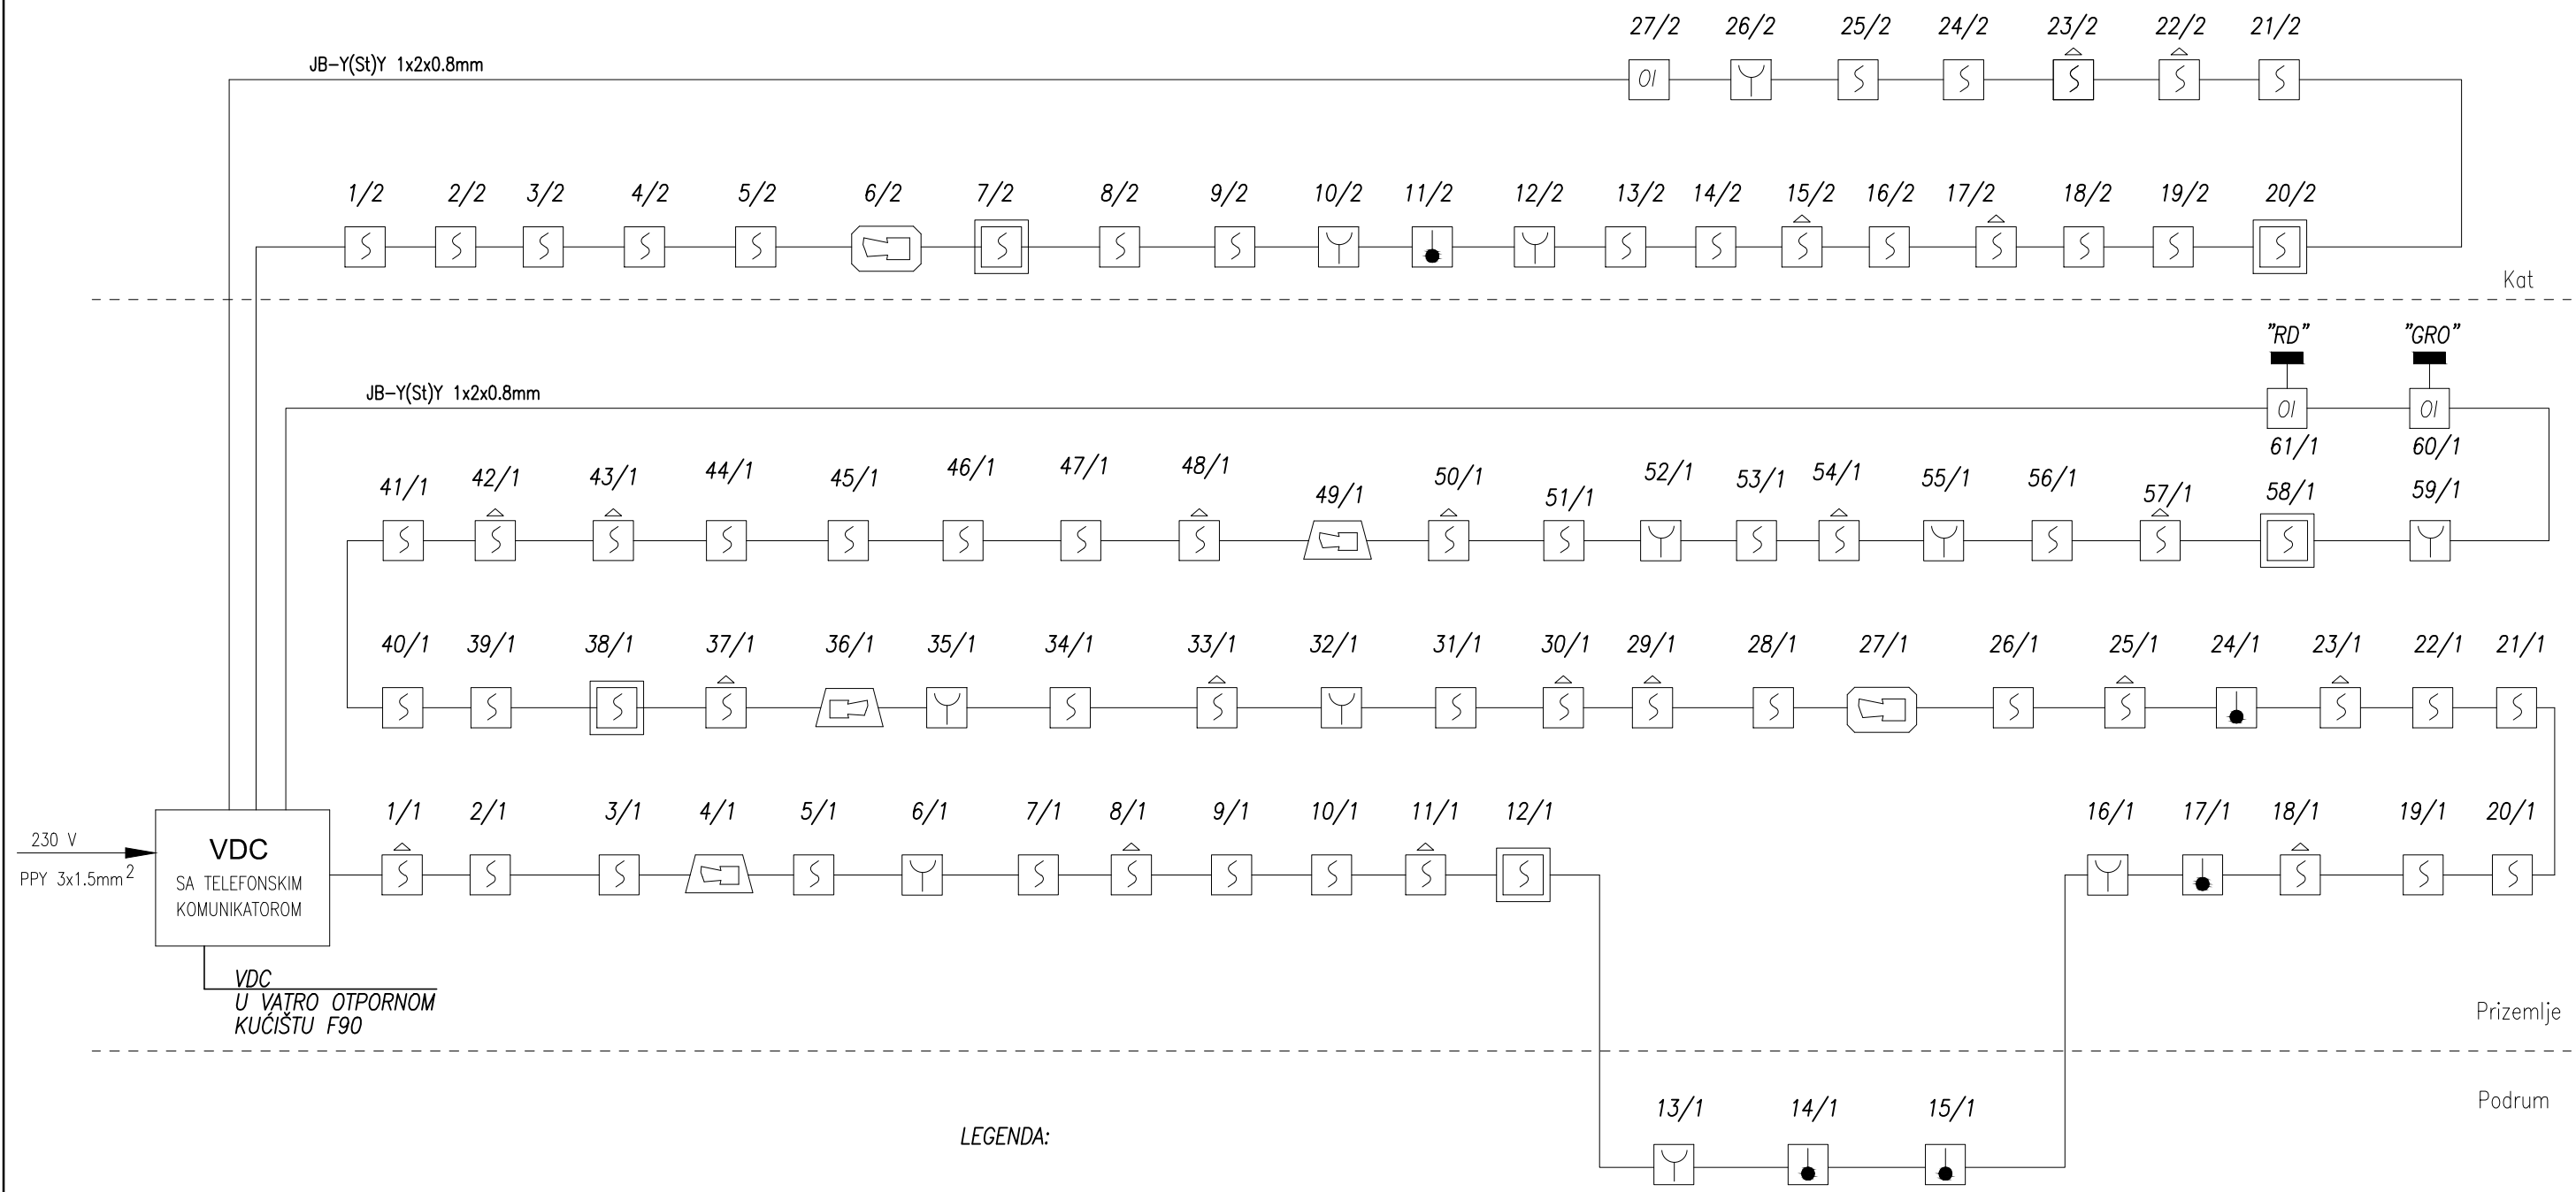 27/2 26/2 25/2 24/2 23/2 22/2 21/2
JB-Y(St)Y 1x2x0.8mm
OI
1/2 2/2 3/2 4/2 5/2 6/2 7/2 8/2 9/2 10/2 11/2 12/2 13/2 14/2 15/2 16/2 17/2 18/2 19/2 20/2
Kat
"RD" "GRO"
JB-Y(St)Y 1x2x0.8mm
OI OI
61/1 60/1
41/1 42/1 43/1 44/1 45/1 46/1 47/1 48/1 49/1 50/1 51/1 52/1 53/1 54/1 55/1 56/1 57/1 58/1 59/1
40/1 39/1 38/1 37/1 36/1 35/1 34/1 33/1 32/1 31/1 30/1 29/1 28/1 27/1 26/1 25/1 24/1 23/1 22/1 21/1
1/1 2/1 3/1 4/1 5/1 6/1 7/1 8/1 9/1 10/1 11/1 12/1 16/1 17/1 18/1 19/1 20/1
230 V
PPY 3x1.5mm²
VDC
SA TELEFONSKIM
KOMUNIKATOROM
VDC
U VATRO OTPORNOM
KUĆIŠTU F90
Prizemlje
Podrum
13/1 14/1 15/1
LEGENDA: